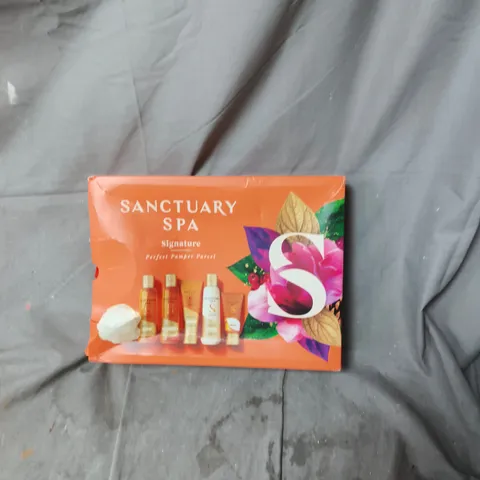 SANCTUARY
SPA
Signature
Perfect Pamper Parcel
S